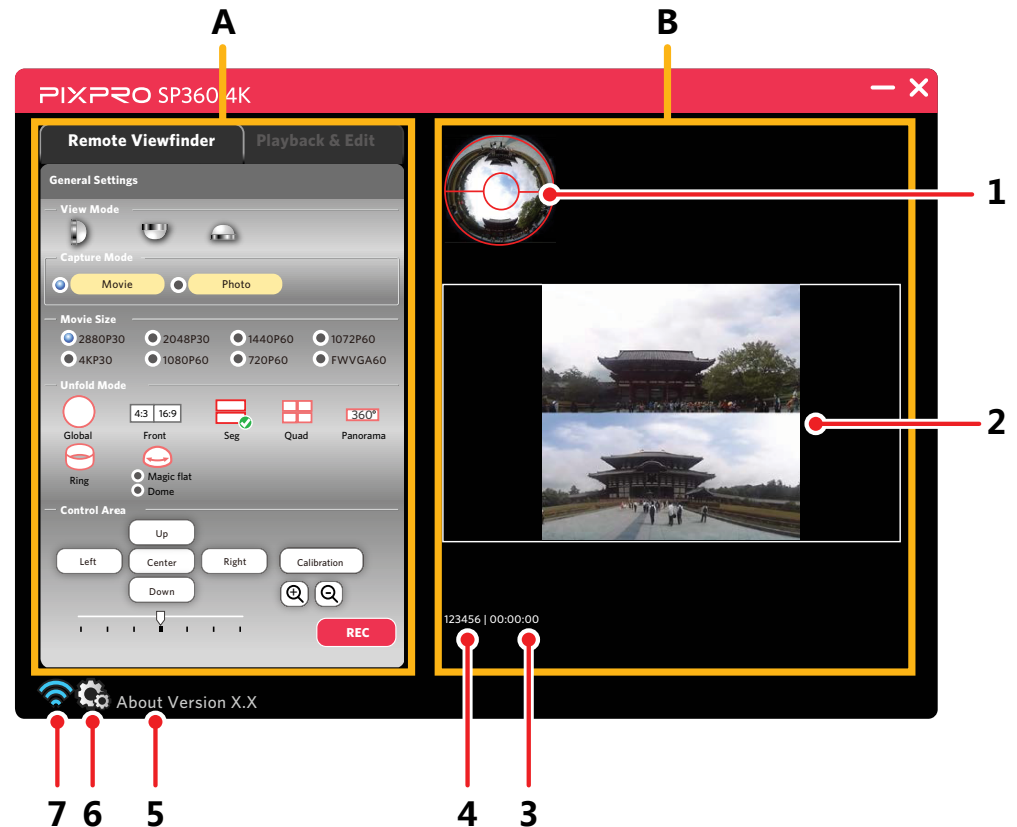 A B
PIXPRO SP360 4K
Remote Viewfinder Playback & Edit
General Settings
View Mode
Capture Mode
Movie Photo
Movie Size
2880P30 2048P30 1440P60 1072P60
4KP30 1080P60 720P60 FWVGA60
Unfold Mode
4:3 16:9 360°
Global Front Seg Quad Panorama
Ring Magic flat
Dome
Control Area
Up
Left Center Right Calibration
Down
REC
1
2
123456 | 00:00:00
About Version X.X
7 6 5 4 3